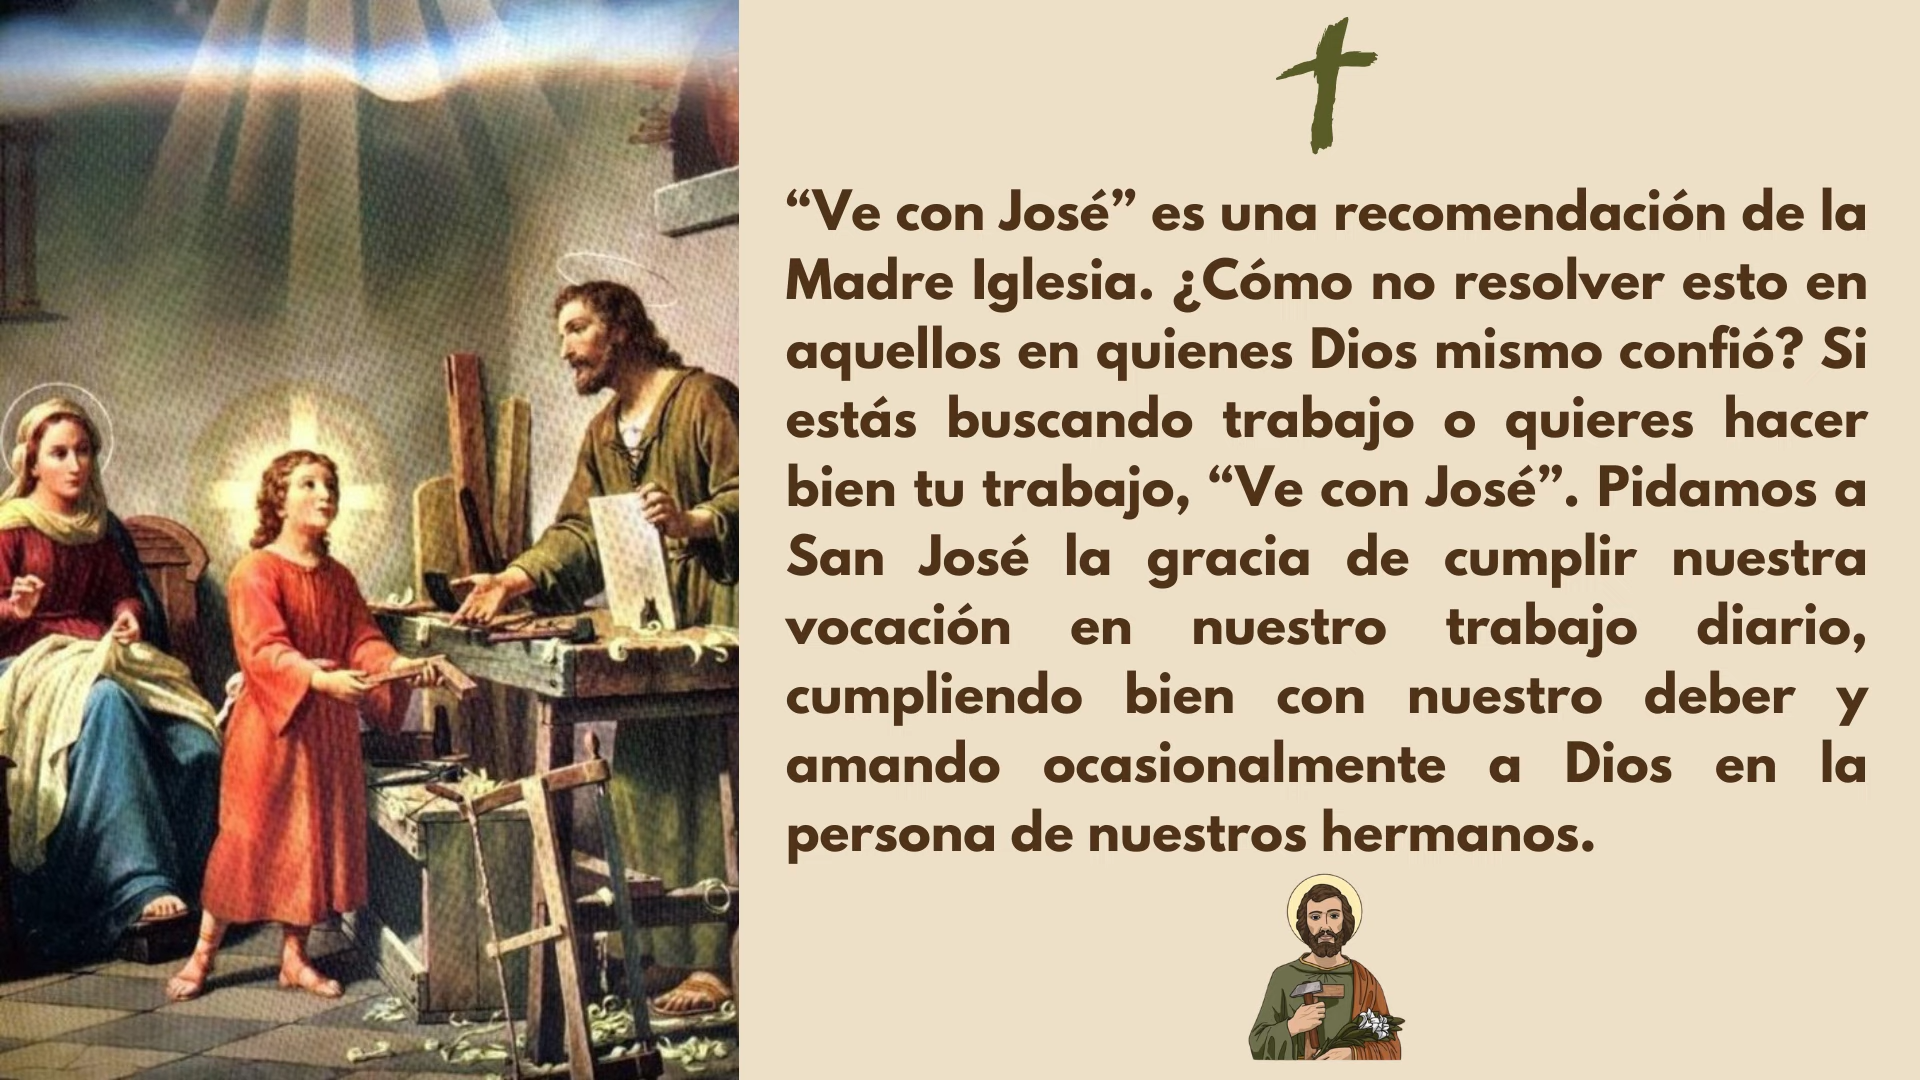 “Ve con José” es una recomendación de la
Madre Iglesia. ¿Cómo no resolver esto en
aquellos en quienes Dios mismo confió? Si
estás buscando trabajo o quieres hacer
bien tu trabajo, “Ve con José”. Pidamos a
San José la gracia de cumplir nuestra
vocación en nuestro trabajo diario,
cumpliendo bien con nuestro deber y
amando ocasionalmente a Dios en la
persona de nuestros hermanos.